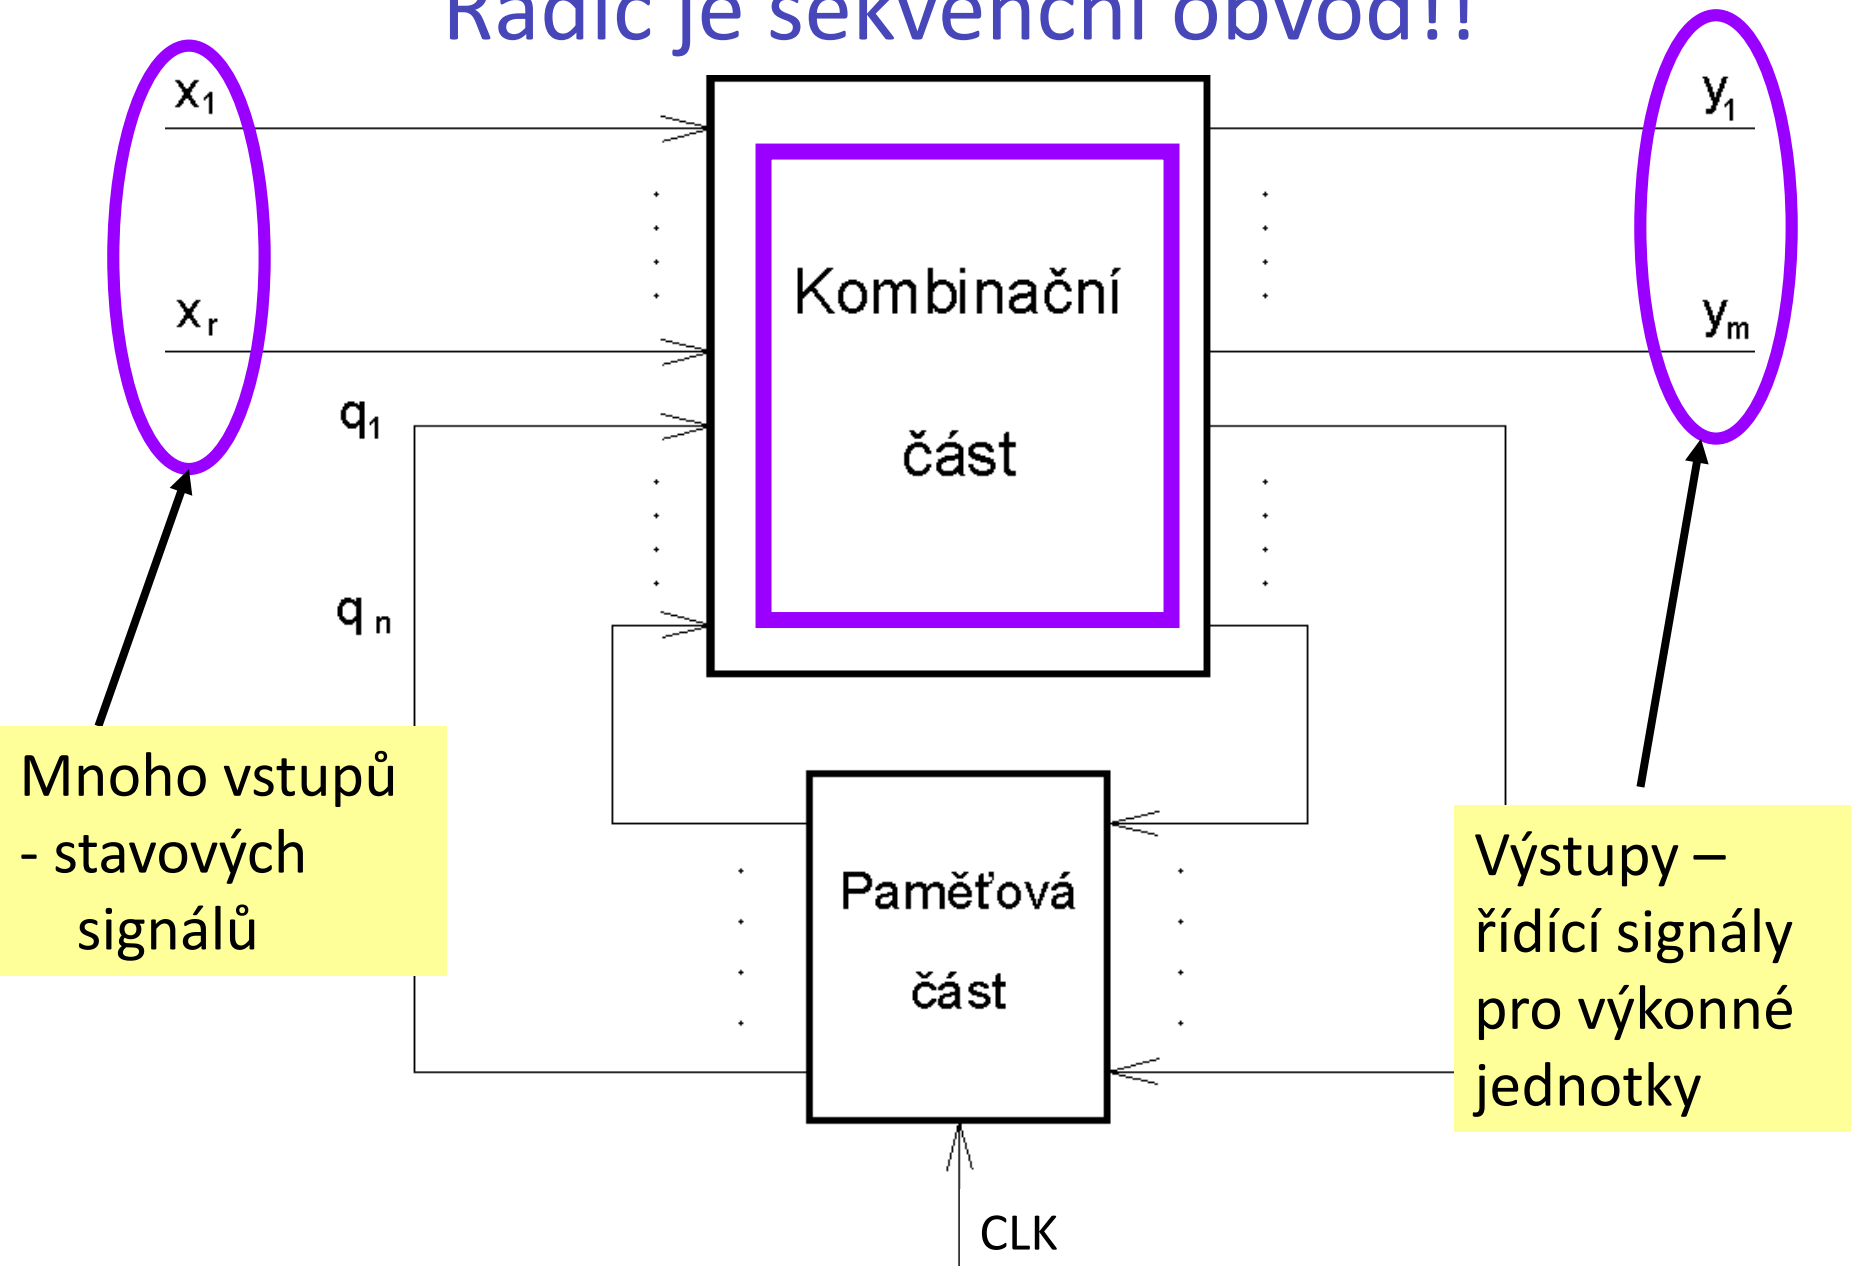 Řadič je sekvenční obvod!!
x1
y1
Kombinační
xr
ym
q1
část
qn
Mnoho vstupů
- stavových
signálů
Paměťová
část
Výstupy –
řídící signály
pro výkonné
jednotky
CLK